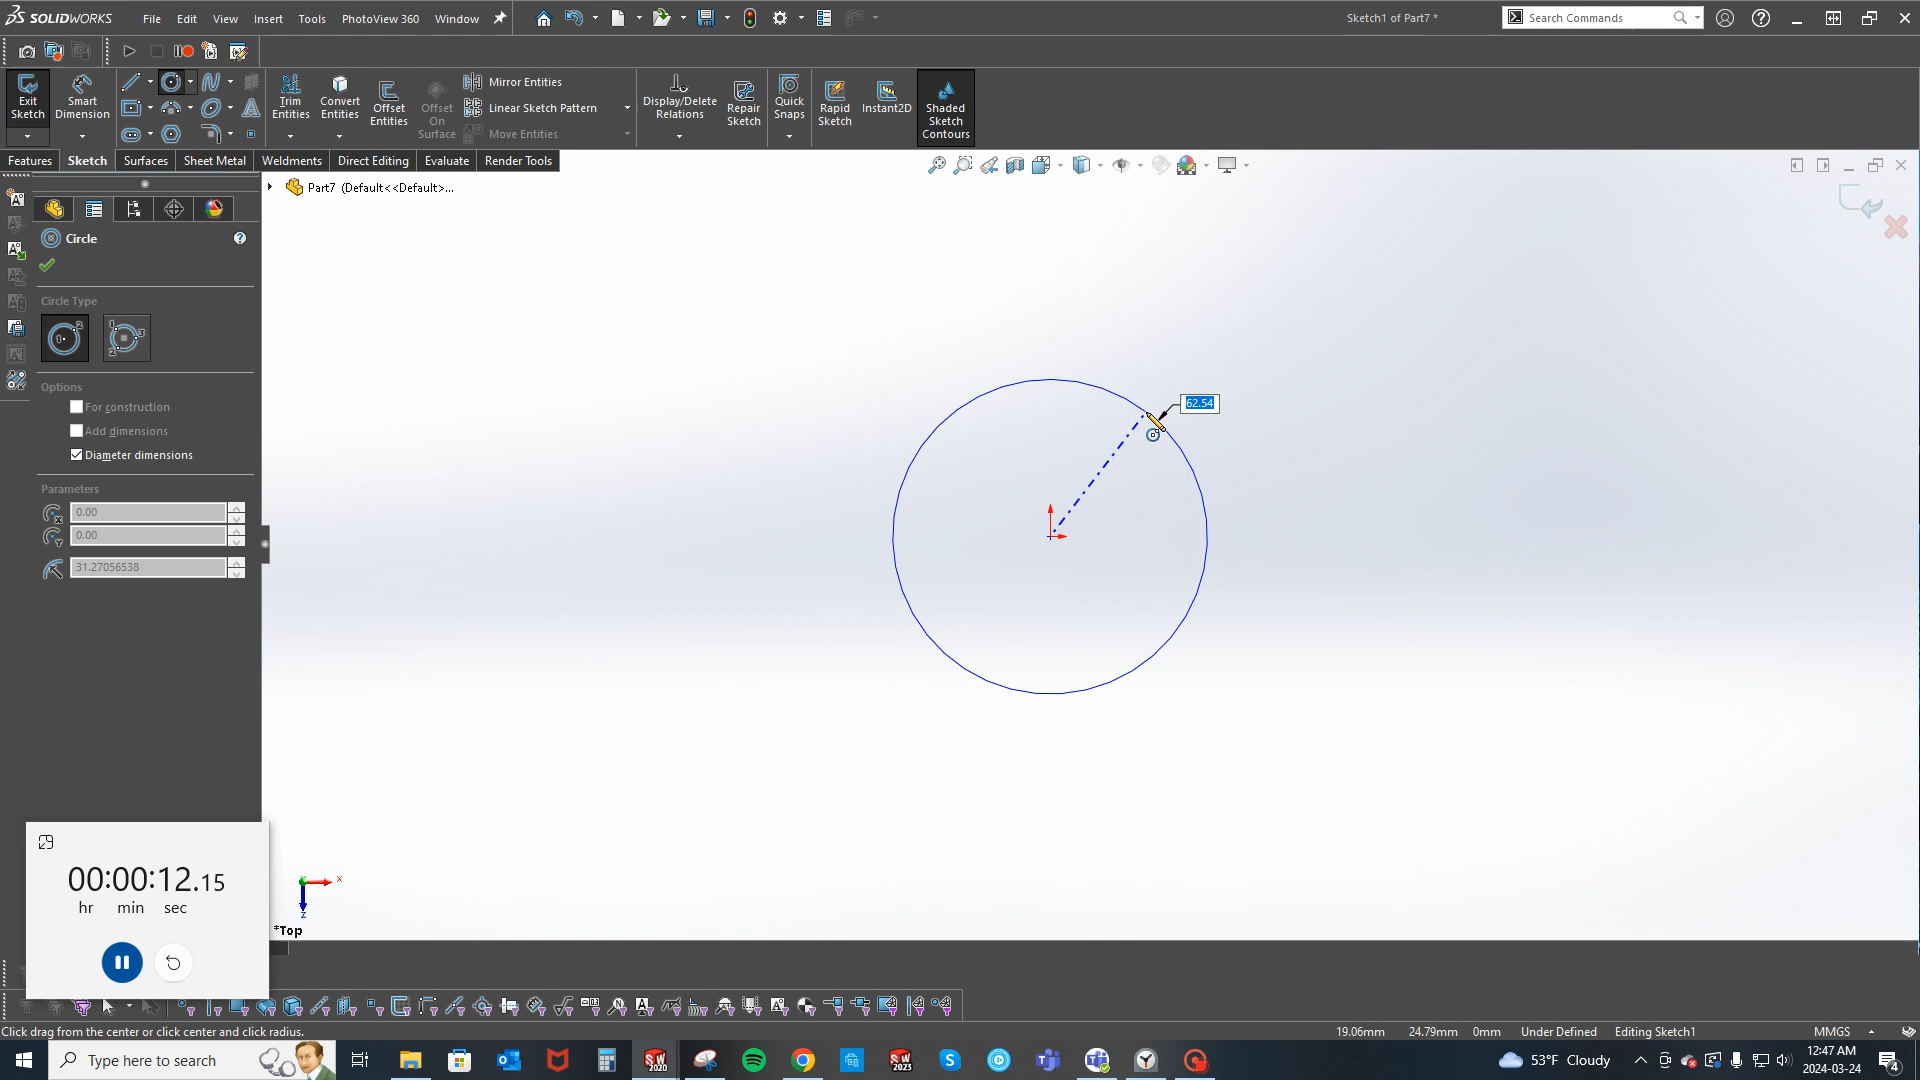 SOLIDWORKS File Edit View Insert Tools PhotoView 360 Window Sketch1 of Part7 * Search Commands
Exit Sketch
Smart Dimension
Trim Entities
Convert Entities
Offset Entities
Offset On Surface
Mirror Entities
Linear Sketch Pattern
Move Entities
Display/Delete Relations
Repair Sketch
Quick Snaps
Rapid Sketch
Instant2D
Shaded Sketch Contours
Features Sketch Surfaces Sheet Metal Weldments Direct Editing Evaluate Render Tools
Part7 (Default<<Default>...
Circle
Circle Type
Options
For construction
Add dimensions
Diameter dimensions
Parameters
0.00
0.00
31.27056538
62.54
00:00:12.15
hr min sec
x
z
*Top
Click drag from the center or click center and click radius.
19.06mm 24.79mm 0mm Under Defined Editing Sketch1 MMGS
Type here to search
SW 2020
SW 2023
53°F Cloudy
12:47 AM
2024-03-24
4